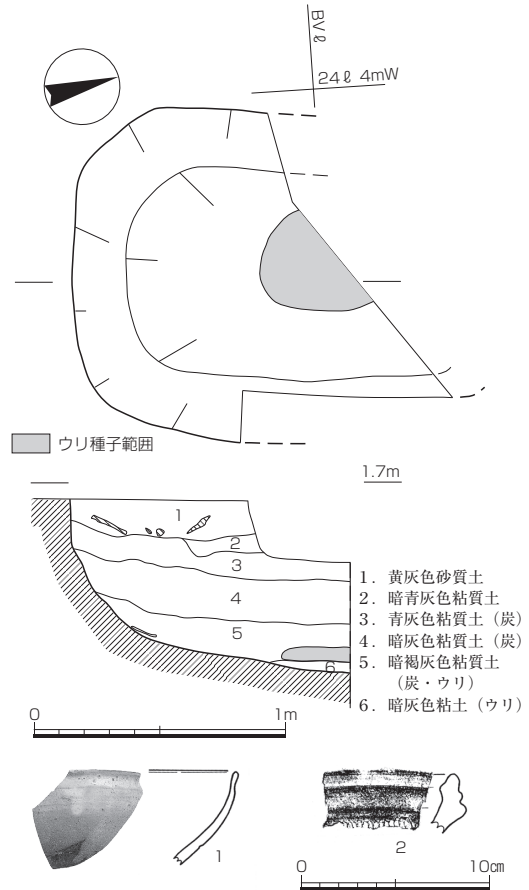 BVℓ
24ℓ 4mW
ウリ種子範囲
1.7m
1
2
3
4
5
6
1．黄灰色砂質土
2．暗青灰色粘質土
3．青灰色粘質土（炭）
4．暗灰色粘質土（炭）
5．暗褐灰色粘質土
（炭・ウリ）
6．暗灰色粘土（ウリ）
0 1m
1
2
0 10㎝